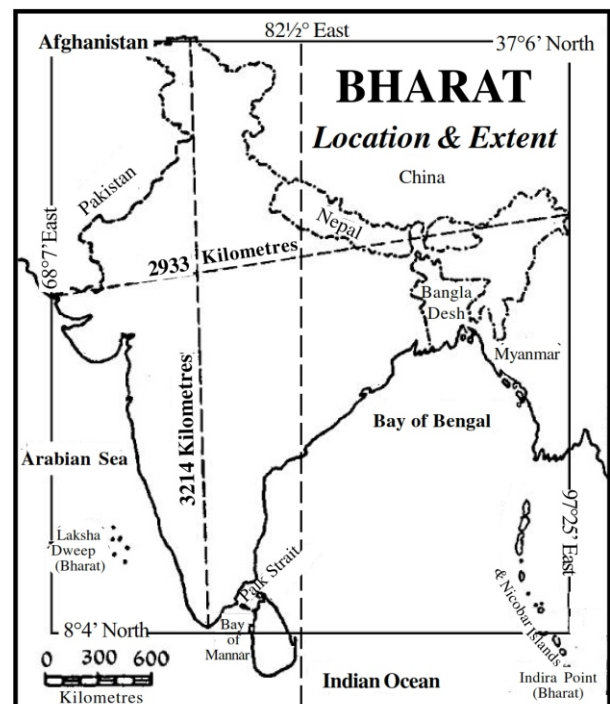 82½° East
Afghanistan
37°6' North
BHARAT
Location & Extent
China
Pakistan
Nepal
68°7' East
2933 Kilometres
Bangla
Desh
Myanmar
3214 Kilometres
Bay of Bengal
Arabian Sea
97°25' East
Laksha
Dweep
(Bharat)
Palk Strait
& Nicobar Islands
8°4' North
Bay
of
Mannar
0 300 600
Kilometres
Indian Ocean
Indira Point
(Bharat)